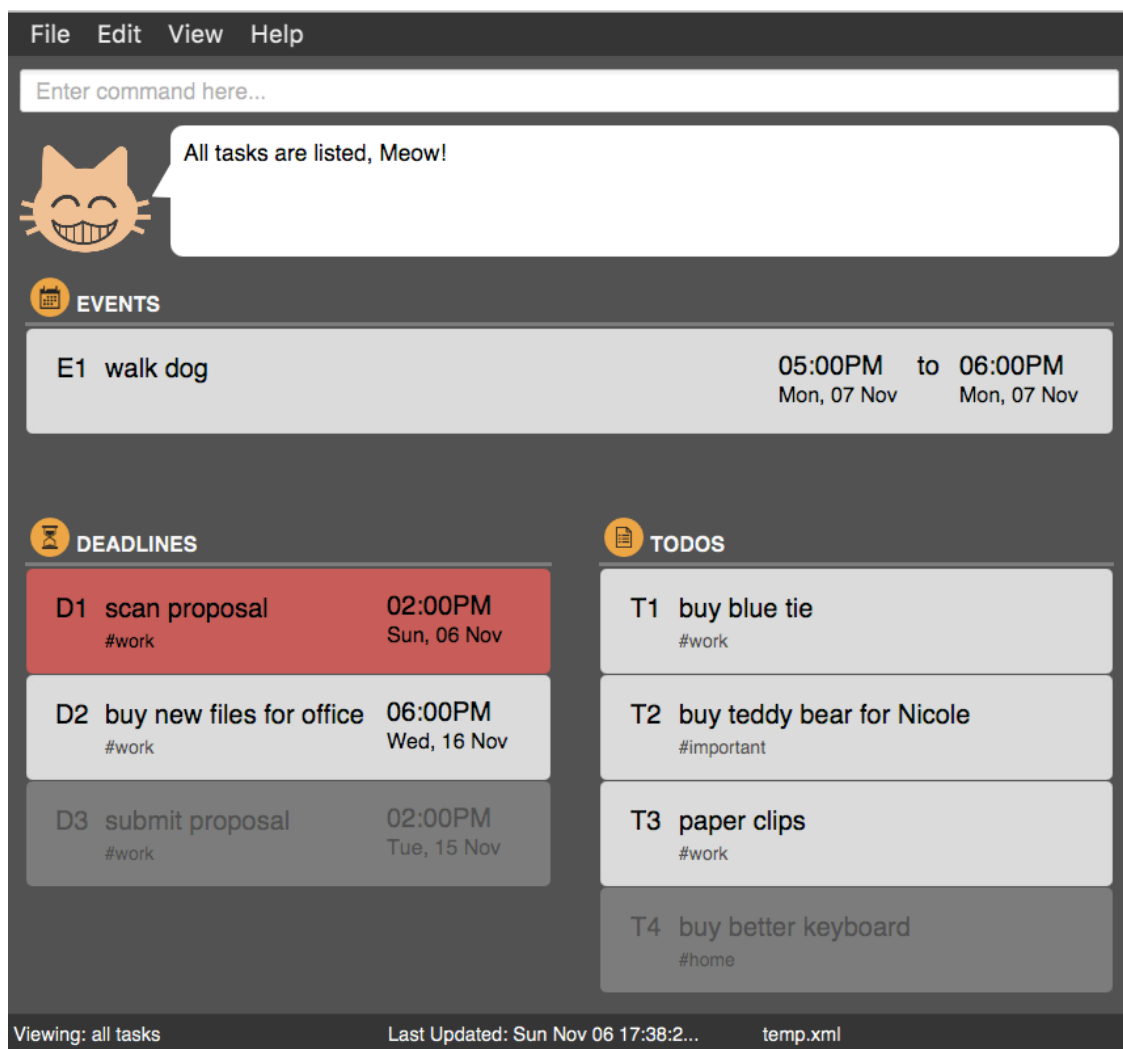 File Edit View Help
Enter command here...
All tasks are listed, Meow!
EVENTS
E1 walk dog 05:00PM to 06:00PM
Mon, 07 Nov Mon, 07 Nov
DEADLINES
D1 scan proposal 02:00PM
#work Sun, 06 Nov
D2 buy new files for office 06:00PM
#work Wed, 16 Nov
D3 submit proposal 02:00PM
#work Tue, 15 Nov
TODOS
T1 buy blue tie
#work
T2 buy teddy bear for Nicole
#important
T3 paper clips
#work
T4 buy better keyboard
#home
Viewing: all tasks Last Updated: Sun Nov 06 17:38:2... temp.xml